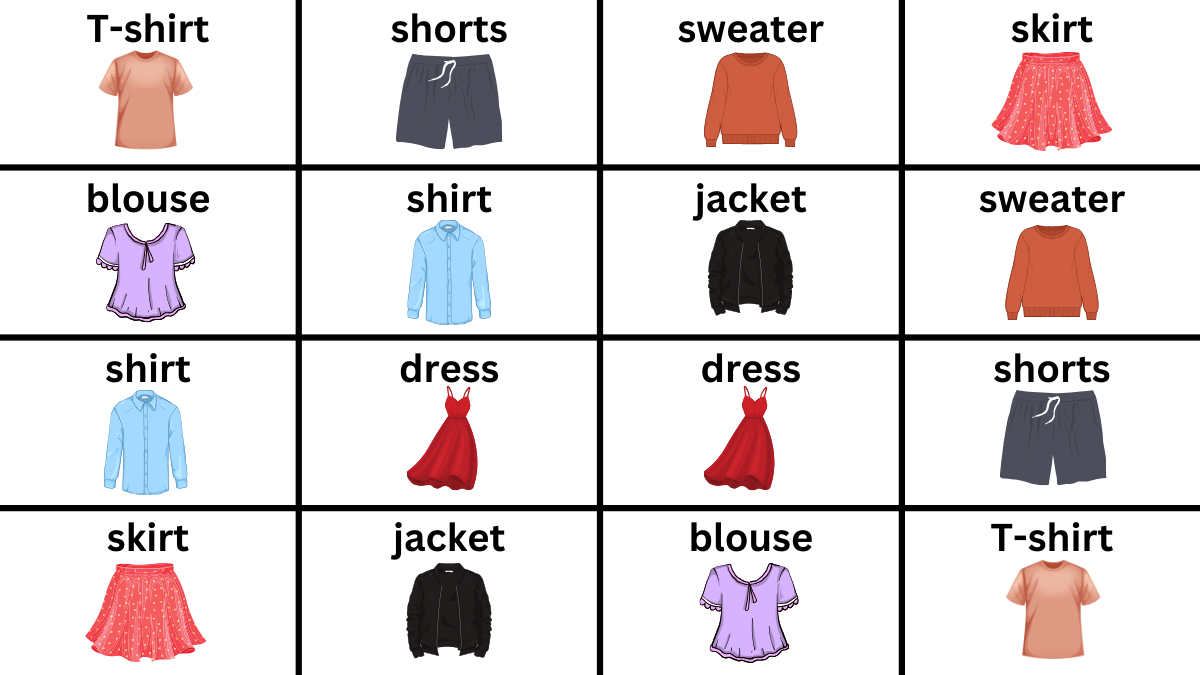 T-shirt
shorts
sweater
skirt
blouse
shirt
jacket
sweater
shirt
dress
dress
shorts
skirt
jacket
blouse
T-shirt